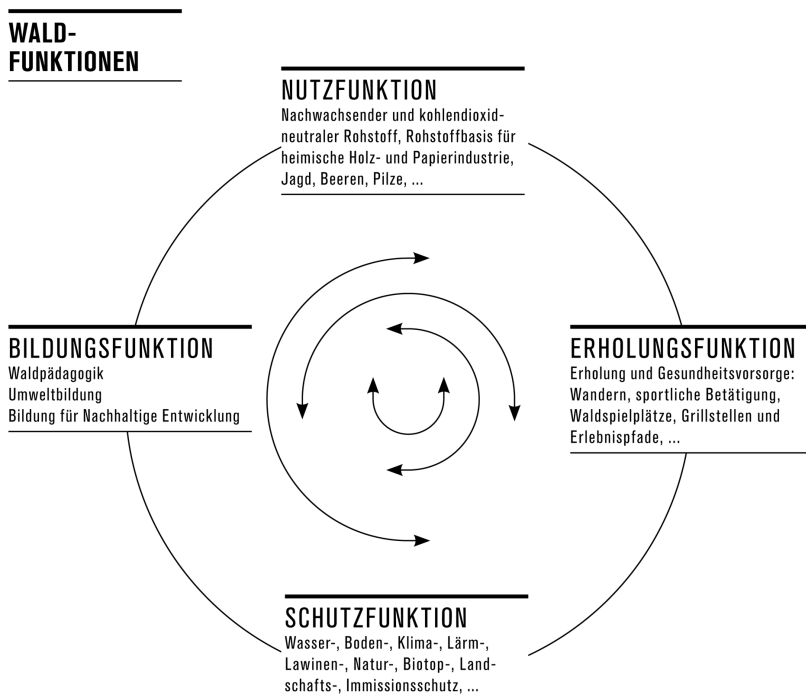 WALD-
FUNKTIONEN
NUTZFUNKTION
Nachwachsender und kohlendioxid-
neutraler Rohstoff, Rohstoffbasis für
heimische Holz- und Papierindustrie,
Jagd, Beeren, Pilze, ...
BILDUNGSFUNKTION
Waldpädagogik
Umweltbildung
Bildung für Nachhaltige Entwicklung
ERHOLUNGSFUNKTION
Erholung und Gesundheitsvorsorge:
Wandern, sportliche Betätigung,
Waldspielplätze, Grillstellen und
Erlebnispfade, ...
SCHUTZFUNKTION
Wasser-, Boden-, Klima-, Lärm-,
Lawinen-, Natur-, Biotop-, Land-
schafts-, Immissionsschutz, ...